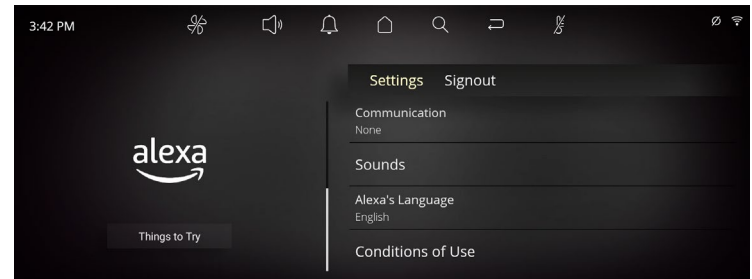 3:42 PM
alexa
Things to Try
Settings Signout
Communication
None
Sounds
Alexa's Language
English
Conditions of Use